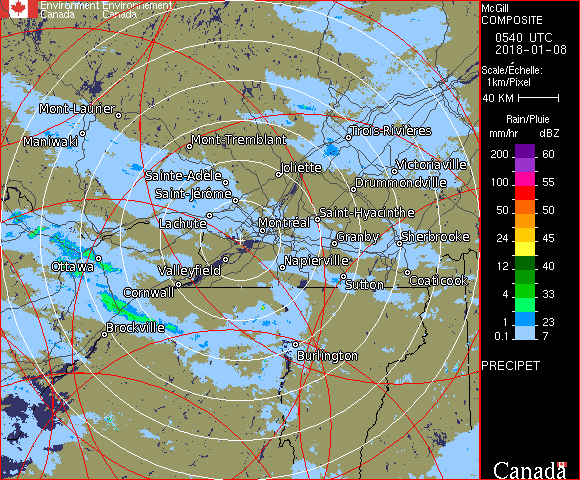 Environment Environnement
Canada Canada
McGill
COMPOSITE
0540 UTC
2018-01-08
Scale/Échelle:
1km/Pixel
40 KM
Rain/Pluie
mm/hr dBZ
200 60
100 55
50 50
24 45
12 40
4 33
1 23
0.1 7
PRECIPET
Canada
Mont-Laurier
Maniwaki
Mont-Tremblant
Trois-Rivières
Joliette
Victoriaville
Sainte-Adèle
Drummondville
Saint-Jérôme
Saint-Hyacinthe
Lachute
Montréal
Granby
Sherbrooke
Ottawa
Valleyfield
Napierville
Cornwall
Sutton
Coaticook
Brockville
Burlington